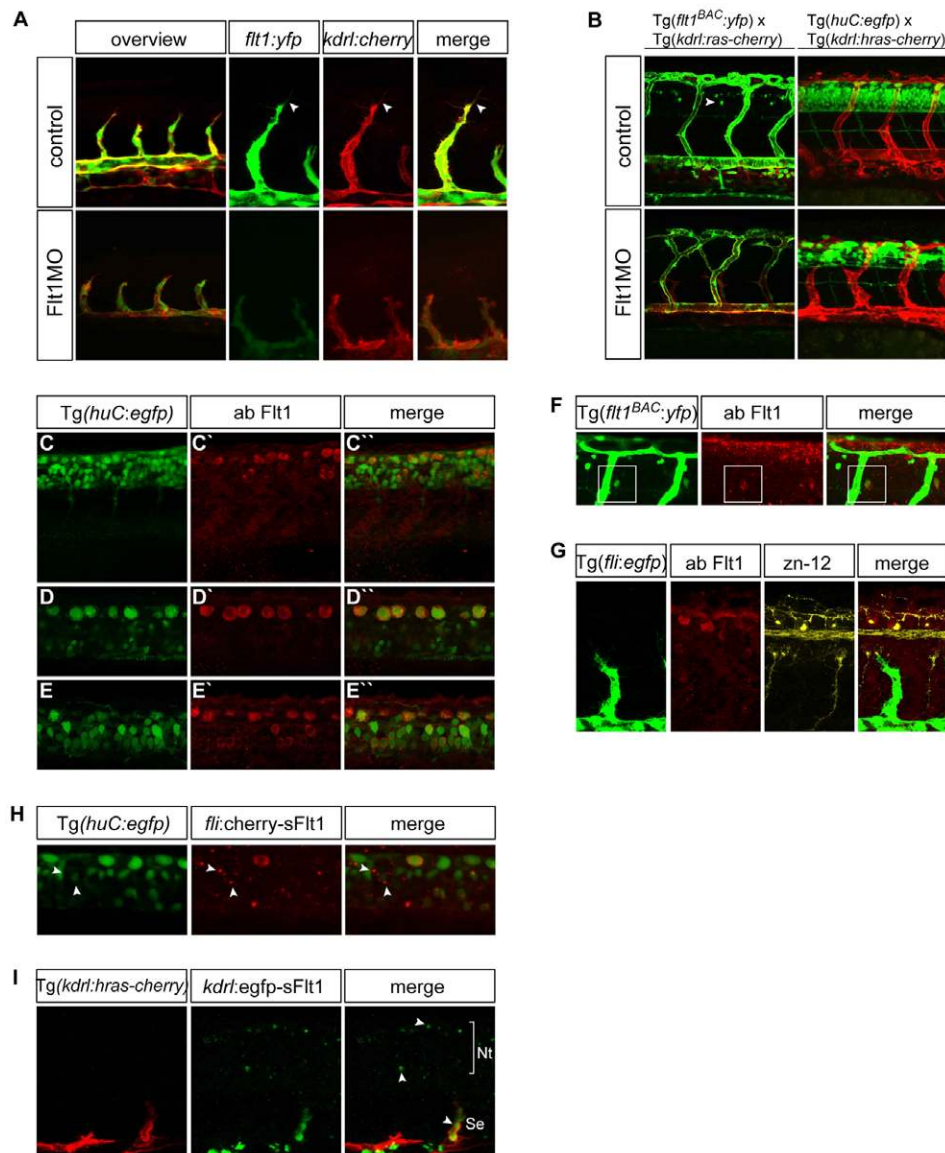 A
overview
flt1:yfp
kdrl:cherry
merge
control
Flt1MO
B
Tg(flt1BAC:yfp) x
Tg(kdrl:ras-cherry)
Tg(huC:egfp) x
Tg(kdrl:hras-cherry)
control
Flt1MO
Tg(huC:egfp)
ab Flt1
merge
C
C`
C``
D
D`
D``
E
E`
E``
F
Tg(flt1BAC:yfp)
ab Flt1
merge
G
Tg(fli:egfp)
ab Flt1
zn-12
merge
H
Tg(huC:egfp)
fli:cherry-sFlt1
merge
I
Tg(kdrl:hras-cherry)
kdrl:egfp-sFlt1
merge
Nt
Se